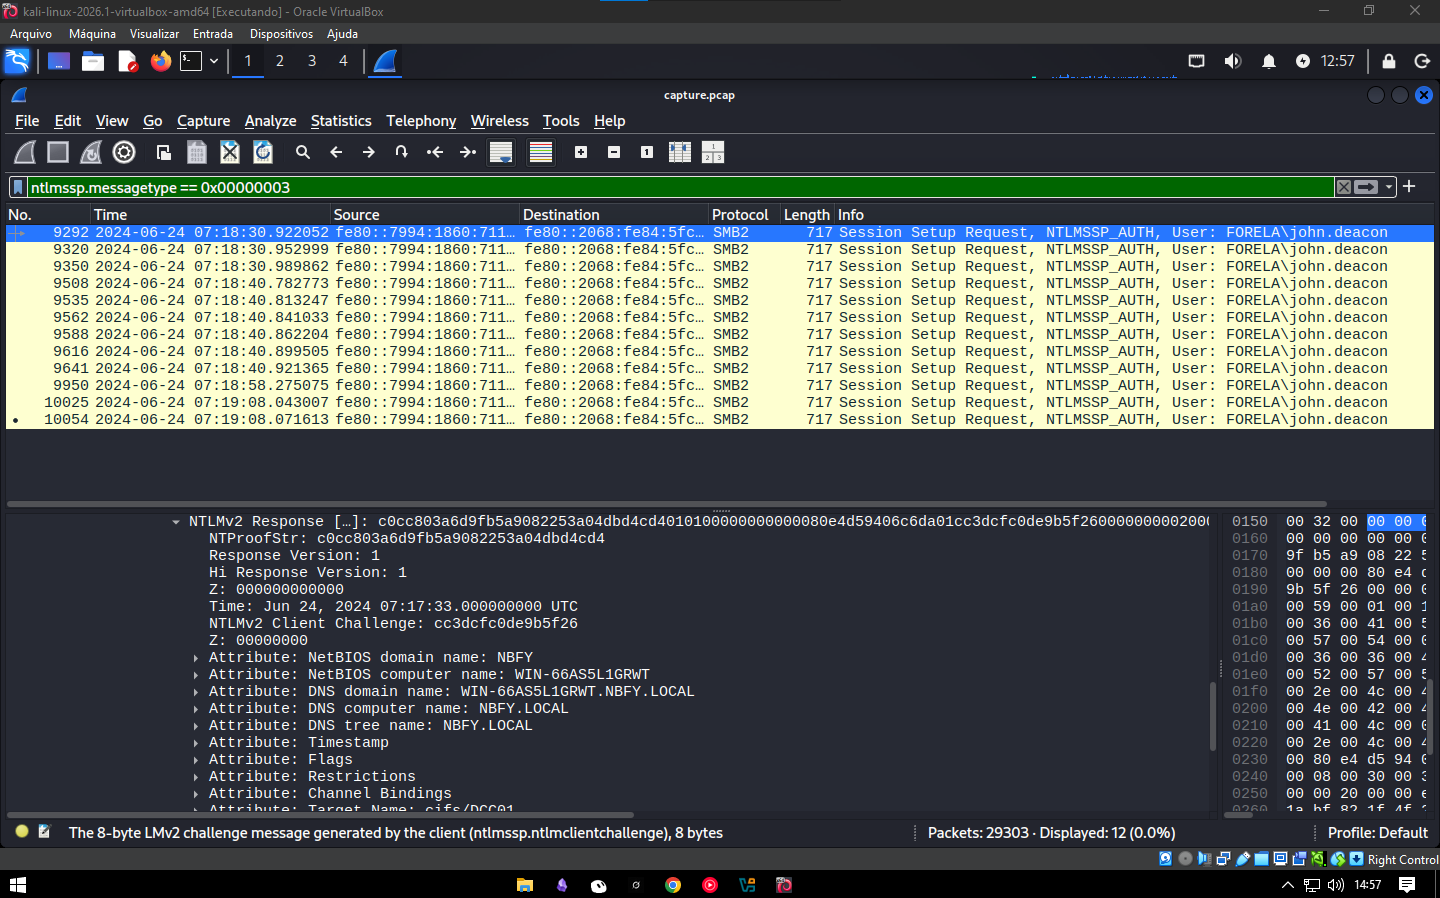 kali-linux-2026.1-virtualbox-amd64 [Executando] - Oracle VirtualBox
Arquivo Máquina Visualizar Entrada Dispositivos Ajuda
1 2 3 4 12:57
capture.pcap
File Edit View Go Capture Analyze Statistics Telephony Wireless Tools Help
ntlmssp.messagetype == 0x00000003
No. Time Source Destination Protocol Length Info
9292 2024-06-24 07:18:30.922052 fe80::7994:1860:711… fe80::2068:fe84:5fc… SMB2 717 Session Setup Request, NTLMSSP_AUTH, User: FORELA\john.deacon
9320 2024-06-24 07:18:30.952999 fe80::7994:1860:711… fe80::2068:fe84:5fc… SMB2 717 Session Setup Request, NTLMSSP_AUTH, User: FORELA\john.deacon
9350 2024-06-24 07:18:30.989862 fe80::7994:1860:711… fe80::2068:fe84:5fc… SMB2 717 Session Setup Request, NTLMSSP_AUTH, User: FORELA\john.deacon
9508 2024-06-24 07:18:40.782773 fe80::7994:1860:711… fe80::2068:fe84:5fc… SMB2 717 Session Setup Request, NTLMSSP_AUTH, User: FORELA\john.deacon
9535 2024-06-24 07:18:40.813247 fe80::7994:1860:711… fe80::2068:fe84:5fc… SMB2 717 Session Setup Request, NTLMSSP_AUTH, User: FORELA\john.deacon
9562 2024-06-24 07:18:40.841033 fe80::7994:1860:711… fe80::2068:fe84:5fc… SMB2 717 Session Setup Request, NTLMSSP_AUTH, User: FORELA\john.deacon
9588 2024-06-24 07:18:40.862204 fe80::7994:1860:711… fe80::2068:fe84:5fc… SMB2 717 Session Setup Request, NTLMSSP_AUTH, User: FORELA\john.deacon
9616 2024-06-24 07:18:40.899505 fe80::7994:1860:711… fe80::2068:fe84:5fc… SMB2 717 Session Setup Request, NTLMSSP_AUTH, User: FORELA\john.deacon
9641 2024-06-24 07:18:40.921365 fe80::7994:1860:711… fe80::2068:fe84:5fc… SMB2 717 Session Setup Request, NTLMSSP_AUTH, User: FORELA\john.deacon
9950 2024-06-24 07:18:58.275075 fe80::7994:1860:711… fe80::2068:fe84:5fc… SMB2 717 Session Setup Request, NTLMSSP_AUTH, User: FORELA\john.deacon
10025 2024-06-24 07:19:08.043007 fe80::7994:1860:711… fe80::2068:fe84:5fc… SMB2 717 Session Setup Request, NTLMSSP_AUTH, User: FORELA\john.deacon
10054 2024-06-24 07:19:08.071613 fe80::7994:1860:711… fe80::2068:fe84:5fc… SMB2 717 Session Setup Request, NTLMSSP_AUTH, User: FORELA\john.deacon
NTLMv2 Response […]: c0cc803a6d9fb5a9082253a04dbd4cd40101000000000000080e4d59406c6da01cc3dcfc0de9b5f260000000002000
NTProofStr: c0cc803a6d9fb5a9082253a04dbd4cd4
Response Version: 1
Hi Response Version: 1
Z: 000000000000
Time: Jun 24, 2024 07:17:33.000000000 UTC
NTLMv2 Client Challenge: cc3dcfc0de9b5f26
Z: 00000000
Attribute: NetBIOS domain name: NBFY
Attribute: NetBIOS computer name: WIN-66AS5L1GRWT
Attribute: DNS domain name: WIN-66AS5L1GRWT.NBFY.LOCAL
Attribute: DNS computer name: NBFY.LOCAL
Attribute: DNS tree name: NBFY.LOCAL
Attribute: Timestamp
Attribute: Flags
Attribute: Restrictions
Attribute: Channel Bindings
Attribute: Target Name: cifs/DCC01
0150 00 32 00 00 00
0160 00 00 00 00 00
0170 9f b5 a9 08 22
0180 00 00 00 80 e4
0190 9b 5f 26 00 00
01a0 00 59 00 01 00
01b0 00 36 00 41 00
01c0 00 57 00 54 00
01d0 00 36 00 36 00
01e0 00 52 00 57 00
01f0 00 2e 00 4c 00
0200 00 4e 00 42 00
0210 00 41 00 4c 00
0220 00 2e 00 4c 00
0230 00 80 e4 d5 94
0240 00 08 00 30 00
0250 00 00 20 00 00
0260 1a bf 82 1f 4f
The 8-byte LMv2 challenge message generated by the client (ntlmssp.ntlmclientchallenge), 8 bytes
Packets: 29303 · Displayed: 12 (0.0%)
Profile: Default
Right Control
14:57